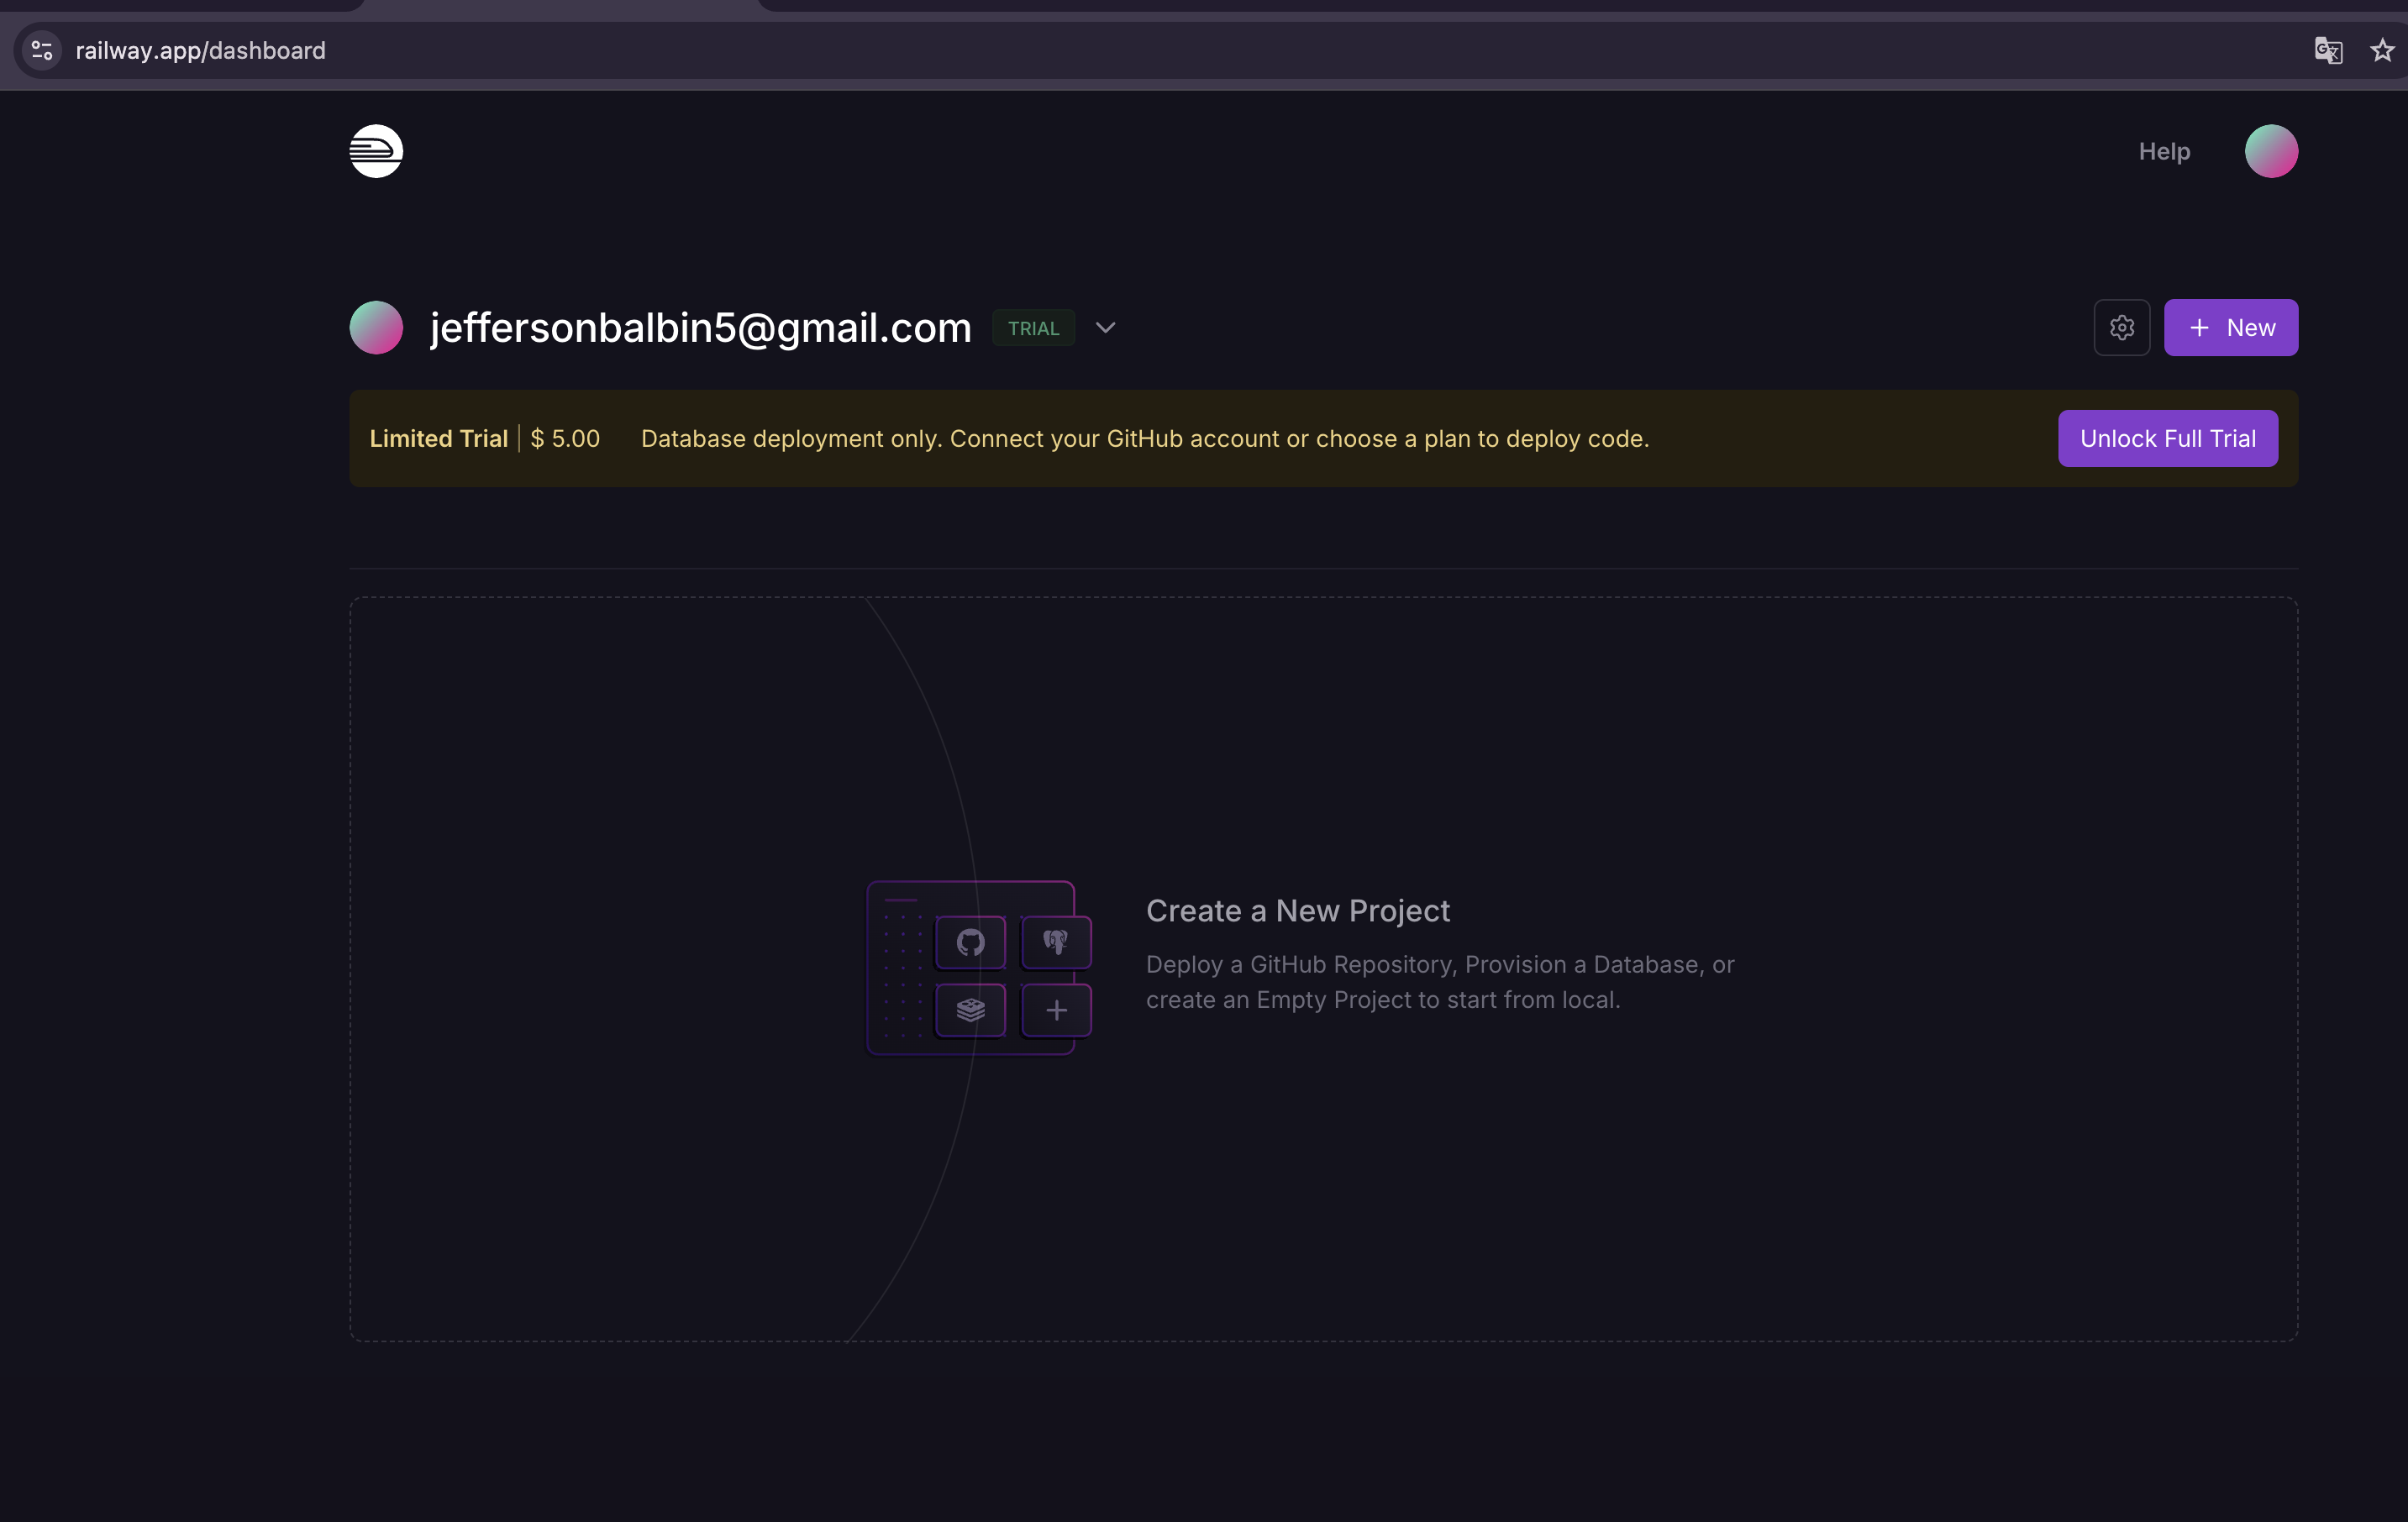 railway.app/dashboard
Help
jeffersonbalbin5@gmail.com TRIAL
New
Limited Trial | $ 5.00 Database deployment only. Connect your GitHub account or choose a plan to deploy code. Unlock Full Trial
Create a New Project
Deploy a GitHub Repository, Provision a Database, or
create an Empty Project to start from local.